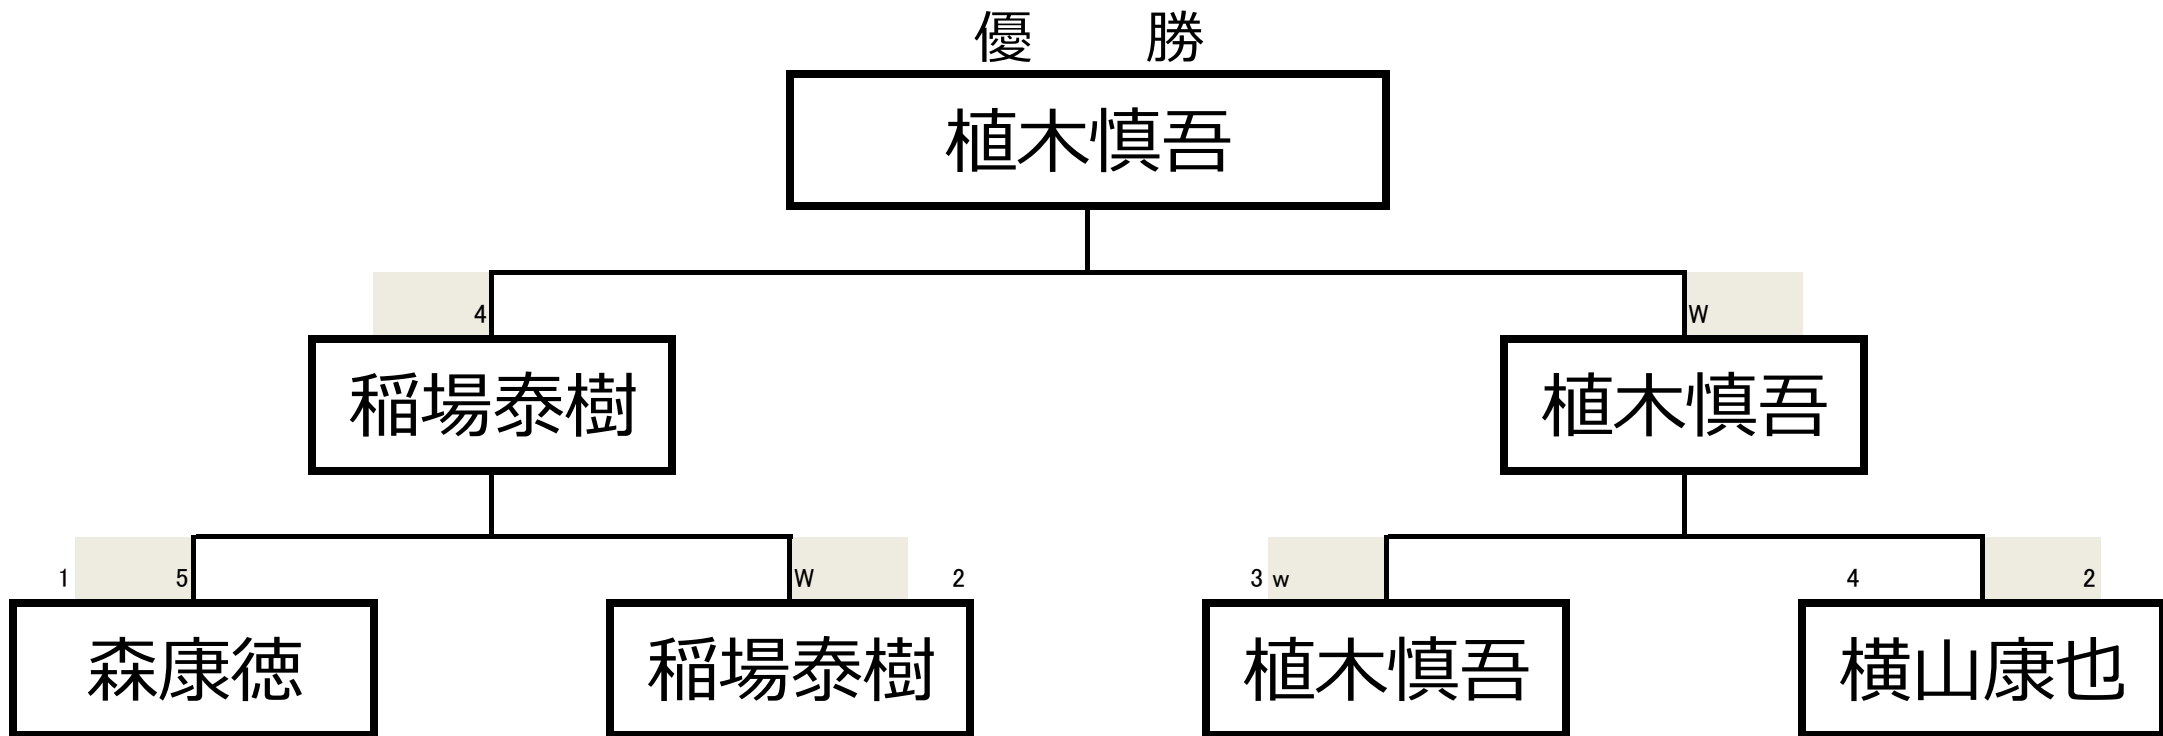 優　勝
植木慎吾
4 W
稲場泰樹 植木慎吾
1 5 W 2 3 w 4 2
森康徳 稲場泰樹 植木慎吾 横山康也